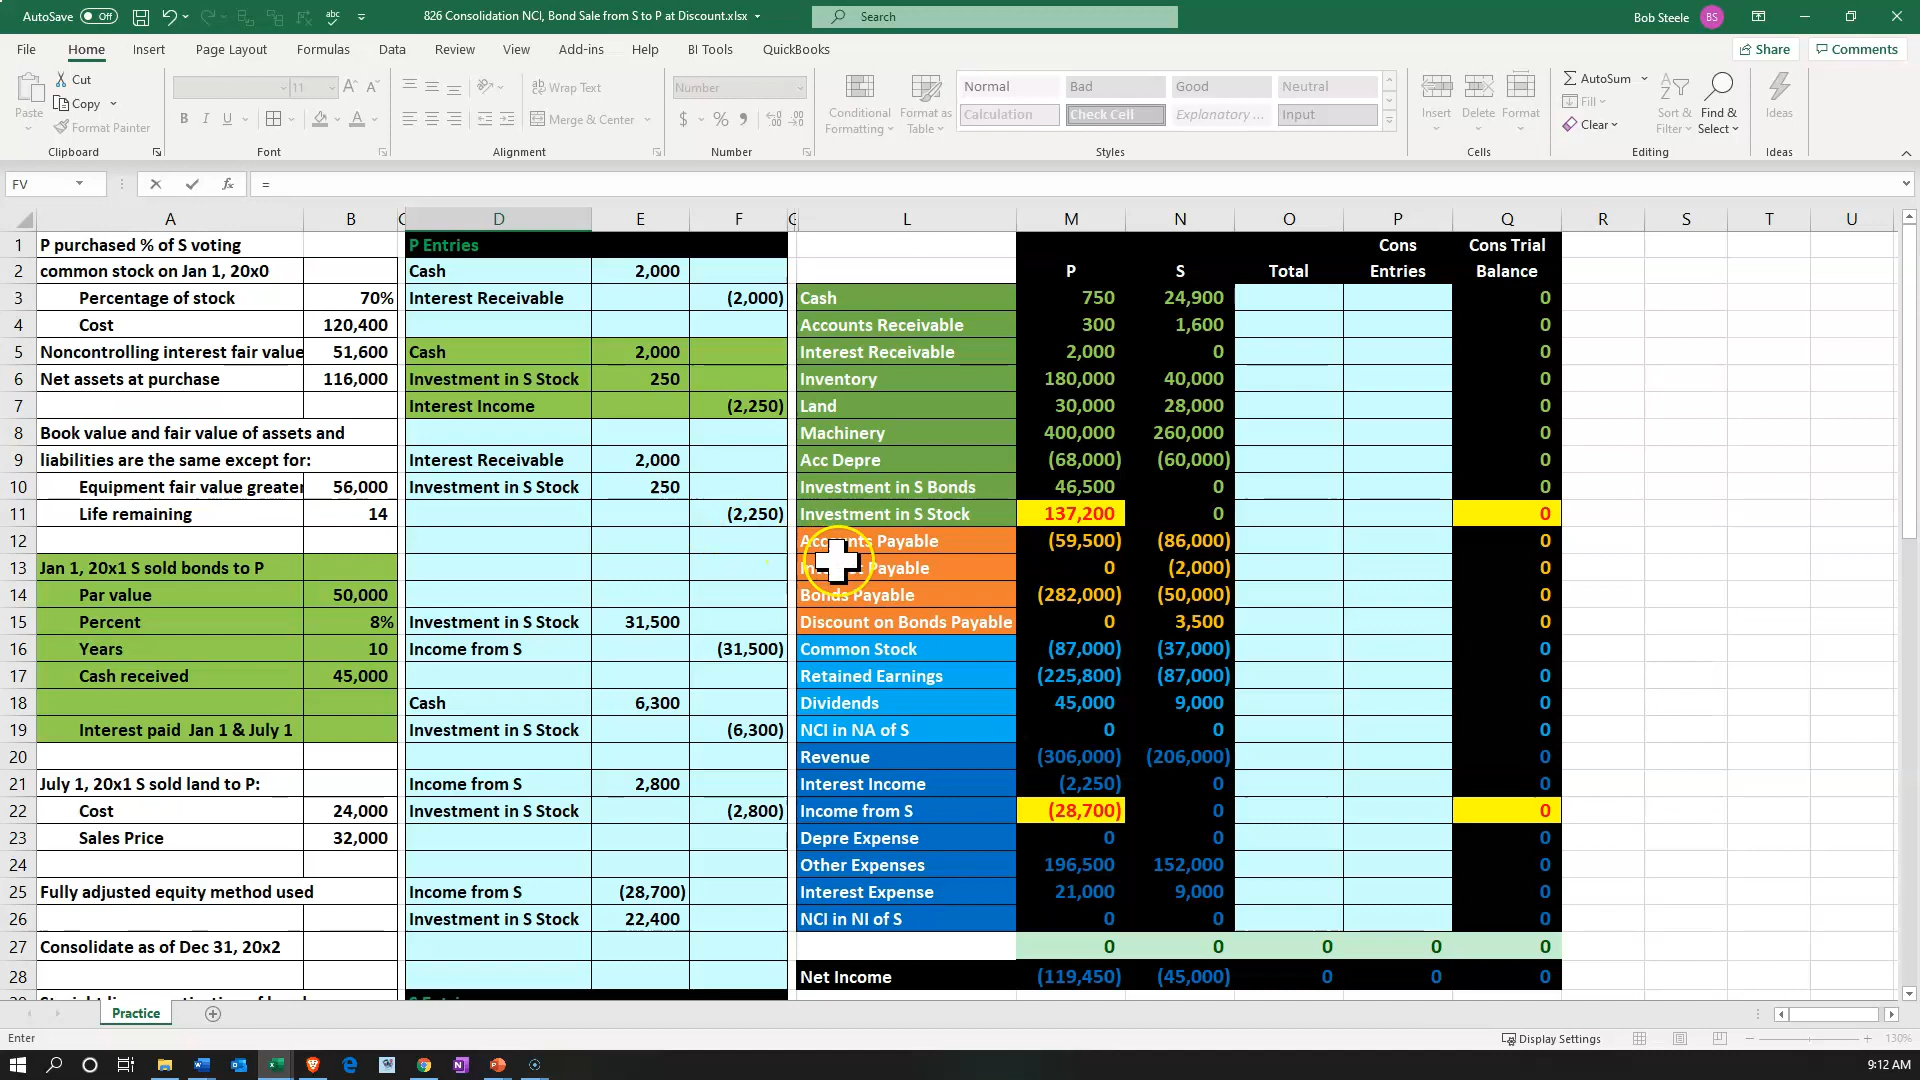 AutoSave Off 826 Consolidation NCI, Bond Sale from S to P at Discount.xlsx Search Bob Steele BS
File Home Insert Draw Page Layout Formulas Data Review View Add-ins Help BI Tools QuickBooks Share Comments
Paste Cut Copy Format Painter
11
B I U
Wrap Text
Merge & Center
Number
$ %
Conditional Formatting
Format as Table
Normal Bad Good Neutral
Calculation Check Cell Explanatory ... Input
Insert Delete Format
AutoSum
Fill
Clear
Sort & Filter
Find & Select
Ideas
Clipboard Font Alignment Number Styles Cells Editing Ideas
FV fx =
A B C D E F G L M N O P Q R S T U
1 P purchased % of S voting P Entries Cons Cons Trial
2 common stock on Jan 1, 20x0 Cash 2,000 P S Total Entries Balance
3 Percentage of stock 70% Interest Receivable (2,000) Cash 750 24,900 0
4 Cost 120,400 Accounts Receivable 300 1,600 0
5 Noncontrolling interest fair value 51,600 Cash 2,000 Interest Receivable 2,000 0 0
6 Net assets at purchase 116,000 Investment in S Stock 250 Inventory 180,000 40,000 0
7 Interest Income (2,250) Land 30,000 28,000 0
8 Book value and fair value of assets and Machinery 400,000 260,000 0
9 liabilities are the same except for: Interest Receivable 2,000 Acc Depre (68,000) (60,000) 0
10 Equipment fair value greater 56,000 Investment in S Stock 250 Investment in S Bonds 46,500 0 0
11 Life remaining 14 (2,250) Investment in S Stock 137,200 0 0
12 Accounts Payable (59,500) (86,000) 0
13 Jan 1, 20x1 S sold bonds to P Payable 0 (2,000) 0
14 Par value 50,000 Bonds Payable (282,000) (50,000) 0
15 Percent 8% Investment in S Stock 31,500 Discount on Bonds Payable 0 3,500 0
16 Years 10 Income from S (31,500) Common Stock (87,000) (37,000) 0
17 Cash received 45,000 Retained Earnings (225,800) (87,000) 0
18 Cash 6,300 Dividends 45,000 9,000 0
19 Interest paid Jan 1 & July 1 Investment in S Stock (6,300) NCI in NA of S 0 0 0
20 Revenue (306,000) (206,000) 0
21 July 1, 20x1 S sold land to P: Income from S 2,800 Interest Income (2,250) 0 0
22 Cost 24,000 Investment in S Stock (2,800) Income from S (28,700) 0 0
23 Sales Price 32,000 Depre Expense 0 0 0
24 Other Expenses 196,500 152,000 0
25 Fully adjusted equity method used Income from S (28,700) Interest Expense 21,000 9,000 0
26 Investment in S Stock 22,400 NCI in NI of S 0 0 0
27 Consolidate as of Dec 31, 20x2 0 0 0 0 0
28 Net Income (119,450) (45,000) 0 0 0
Practice
Enter Display Settings 130%
9:12 AM